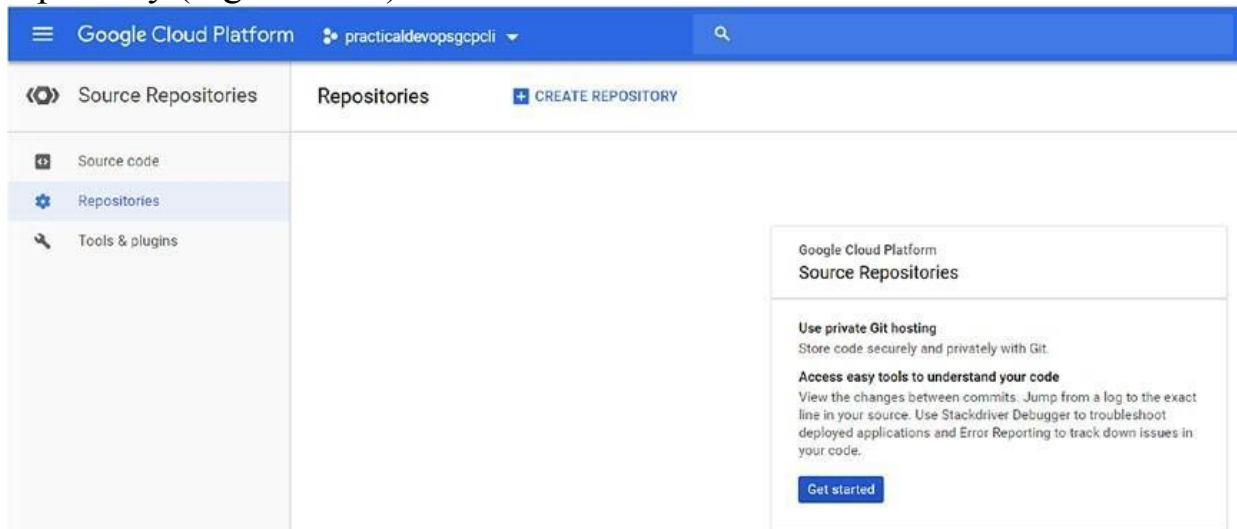 Google Cloud Platform practicaldevopsgcpcli
Source Repositories Repositories CREATE REPOSITORY
Source code
Repositories
Tools & plugins
Google Cloud Platform
Source Repositories
Use private Git hosting
Store code securely and privately with Git.
Access easy tools to understand your code
View the changes between commits. Jump from a log to the exact
line in your source. Use Stackdriver Debugger to troubleshoot
deployed applications and Error Reporting to track down issues in
your code.
Get started